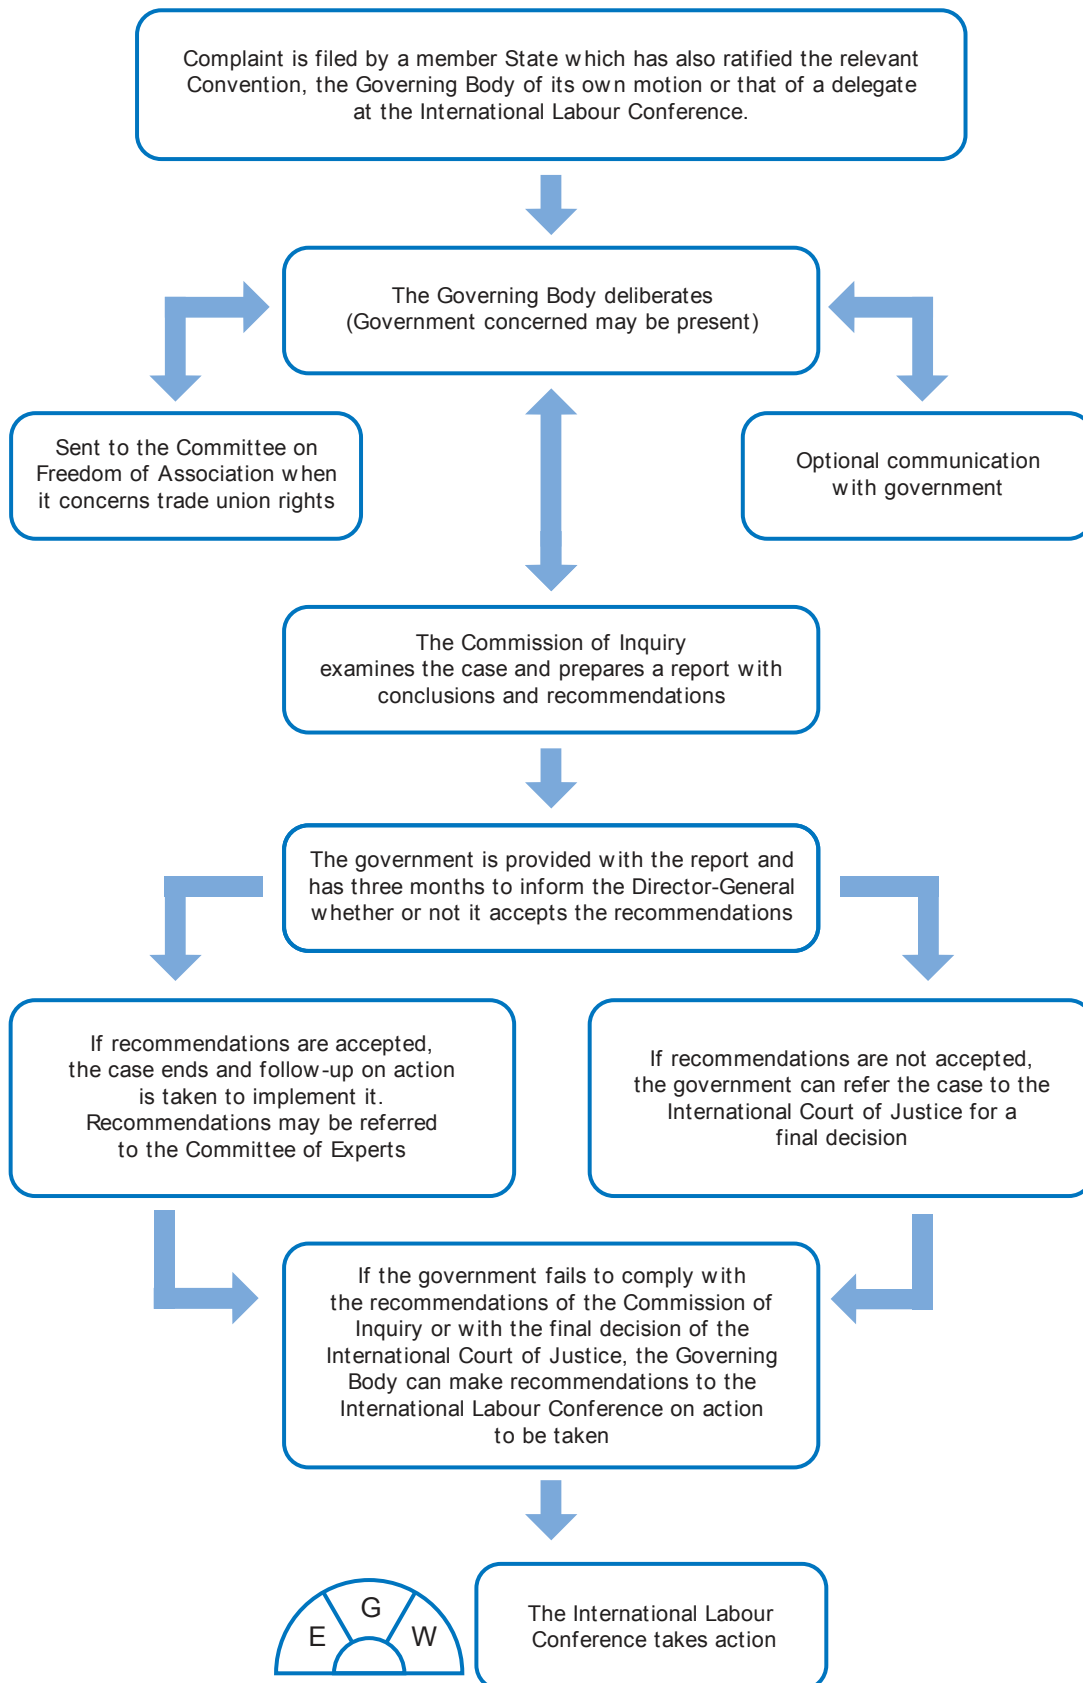 Complaint is filed by a member State which has also ratified the relevant
Convention, the Governing Body of its own motion or that of a delegate
at the International Labour Conference.
The Governing Body deliberates
(Government concerned may be present)
Sent to the Committee on
Freedom of Association when
it concerns trade union rights
Optional communication
with government
The Commission of Inquiry
examines the case and prepares a report with
conclusions and recommendations
The government is provided with the report and
has three months to inform the Director-General
whether or not it accepts the recommendations
If recommendations are accepted,
the case ends and follow-up on action
is taken to implement it.
Recommendations may be referred
to the Committee of Experts
If recommendations are not accepted,
the government can refer the case to the
International Court of Justice for a
final decision
If the government fails to comply with
the recommendations of the Commission of
Inquiry or with the final decision of the
International Court of Justice, the Governing
Body can make recommendations to the
International Labour Conference on action
to be taken
E G W
The International Labour
Conference takes action